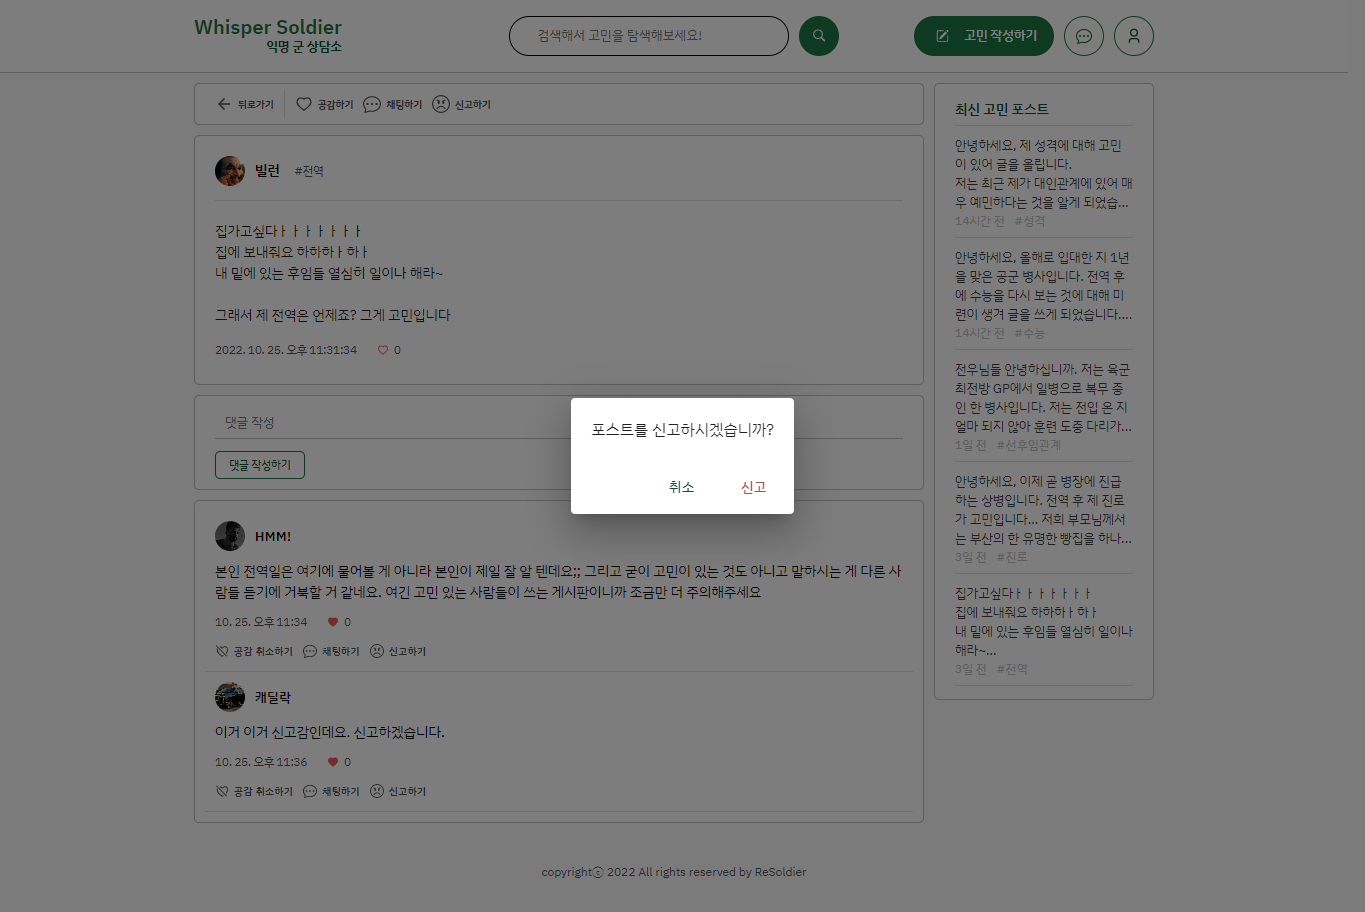 Whisper Soldier
익명 군 상담소
검색해서 고민을 탐색해보세요!
고민 작성하기
뒤로가기
공감하기
채팅하기
신고하기
빌런 #전역
집가고싶다ㅏㅏㅏㅏㅏㅏㅏ
집에 보내줘요 하하하ㅏ하ㅏ
내 밑에 있는 후임들 열심히 일이나 해라~
그래서 제 전역은 언제죠? 그게 고민입니다
2022. 10. 25. 오후 11:31:34 0
댓글 작성
댓글 작성하기
포스트를 신고하시겠습니까?
취소 신고
HMM!
본인 전역일은 여기에 물어볼 게 아니라 본인이 제일 잘 알 텐데요;; 그리고 굳이 고민이 있는 것도 아니고 말하시는 게 다른 사
람들 듣기에 거북할 거 같네요. 여긴 고민 있는 사람들이 쓰는 게시판이니까 조금만 더 주의해주세요
10. 25. 오후 11:34 0
공감 취소하기 채팅하기 신고하기
캐딜락
이거 이거 신고감인데요. 신고하겠습니다.
10. 25. 오후 11:36 0
공감 취소하기 채팅하기 신고하기
최신 고민 포스트
안녕하세요, 제 성격에 대해 고민
이 있어 글을 올립니다.
저는 최근 제가 대인관계에 있어 매
우 예민하다는 것을 알게 되었습...
14시간 전 #성격
안녕하세요, 올해로 입대한 지 1년
을 맞은 공군 병사입니다. 전역 후
에 수능을 다시 보는 것에 대해 미
련이 생겨 글을 쓰게 되었습니다....
14시간 전 #수능
전우님들 안녕하십니까. 저는 육군
최전방 GP에서 일병으로 복무 중
인 한 병사입니다. 저는 전입 온 지
얼마 되지 않아 훈련 도중 다리가...
1일 전 #선후임관계
안녕하세요, 이제 곧 병장에 진급
하는 상병입니다. 전역 후 제 진로
가 고민입니다... 저희 부모님께서
는 부산의 한 유명한 빵집을 하나...
3일 전 #진로
집가고싶다ㅏㅏㅏㅏㅏㅏㅏ
집에 보내줘요 하하하ㅏ하ㅏ
내 밑에 있는 후임들 열심히 일이나
해라~...
3일 전 #전역
copyrightⓒ 2022 All rights reserved by ReSoldier